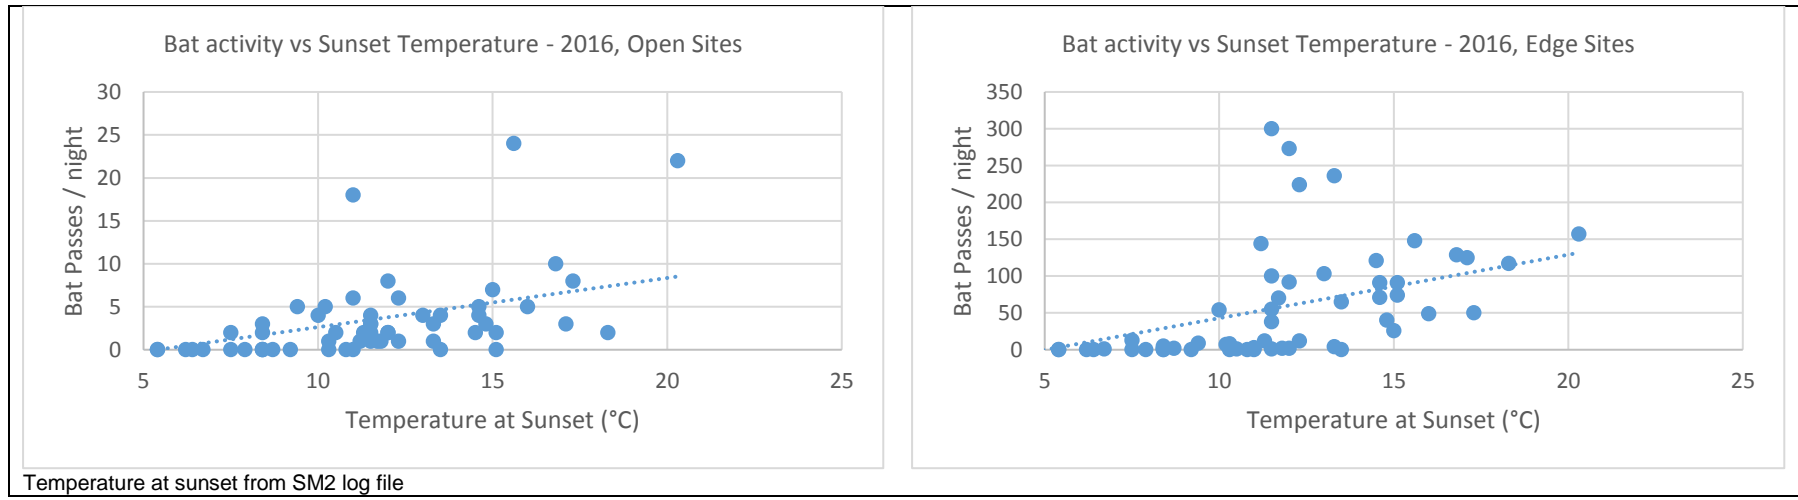 Bat activity vs Sunset Temperature - 2016, Open Sites
30
25
20
15
10
5
0
5 10 15 20 25
Bat Passes / night
Temperature at Sunset (°C)
Bat activity vs Sunset Temperature - 2016, Edge Sites
350
300
250
200
150
100
50
0
5 10 15 20 25
Bat Passes / night
Temperature at Sunset (°C)
Temperature at sunset from SM2 log file